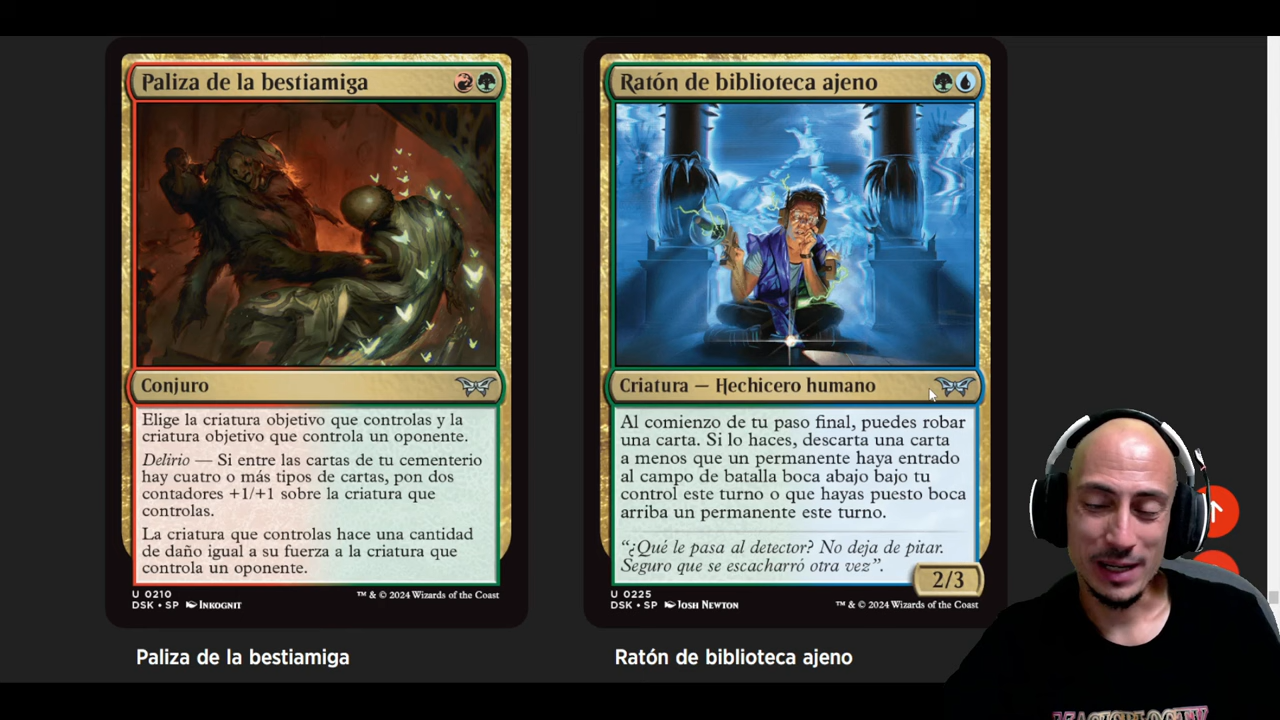 Paliza de la bestiamiga
Conjuro
Elige la criatura objetivo que controlas y la
criatura objetivo que controla un oponente.
Delirio — Si entre las cartas de tu cementerio
hay cuatro o más tipos de cartas, pon dos
contadores +1/+1 sobre la criatura que
controlas.
La criatura que controlas hace una cantidad
de daño igual a su fuerza a la criatura que
controla un oponente.
U 0210
DSK • SP INKOGNIT
™ & © 2024 Wizards of the Coast
Paliza de la bestiamiga
Ratón de biblioteca ajeno
Criatura — Hechicero humano
Al comienzo de tu paso final, puedes robar
una carta. Si lo haces, descarta una carta
a menos que un permanente haya entrado
al campo de batalla boca abajo bajo tu
control este turno o que hayas puesto boca
arriba un permanente este turno.
“¿Qué le pasa al detector? No deja de pitar.
Seguro que se escacharró otra vez”.
2/3
U 0225
DSK • SP JOSH NEWTON
™ & © 2024 Wizards of the Coast
Ratón de biblioteca ajeno